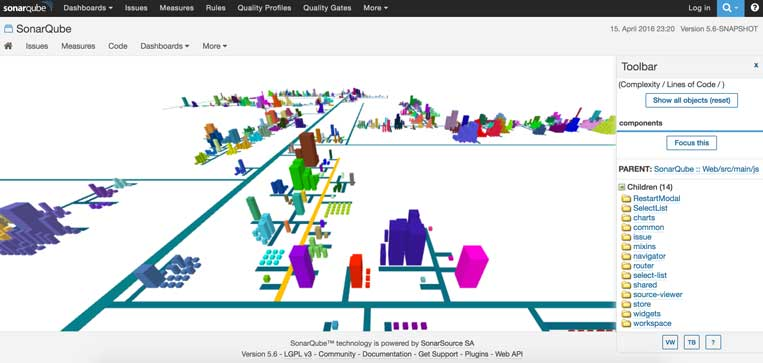 sonarqube Dashboards Issues Measures Rules Quality Profiles Quality Gates More Log in ?
SonarQube 15. April 2016 23:20 Version 5.6-SNAPSHOT
Issues Measures Code Dashboards More
Toolbar x
(Complexity / Lines of Code / )
Show all objects (reset)
components
Focus this
PARENT: SonarQube :: Web/src/main/js
Children (14)
RestartModal
SelectList
charts
common
issue
mixins
navigator
router
select-list
shared
source-viewer
store
widgets
workspace
VW TB ?
SonarQube™ technology is powered by SonarSource SA
Version 5.6 - LGPL v3 - Community - Documentation - Get Support - Plugins - Web API